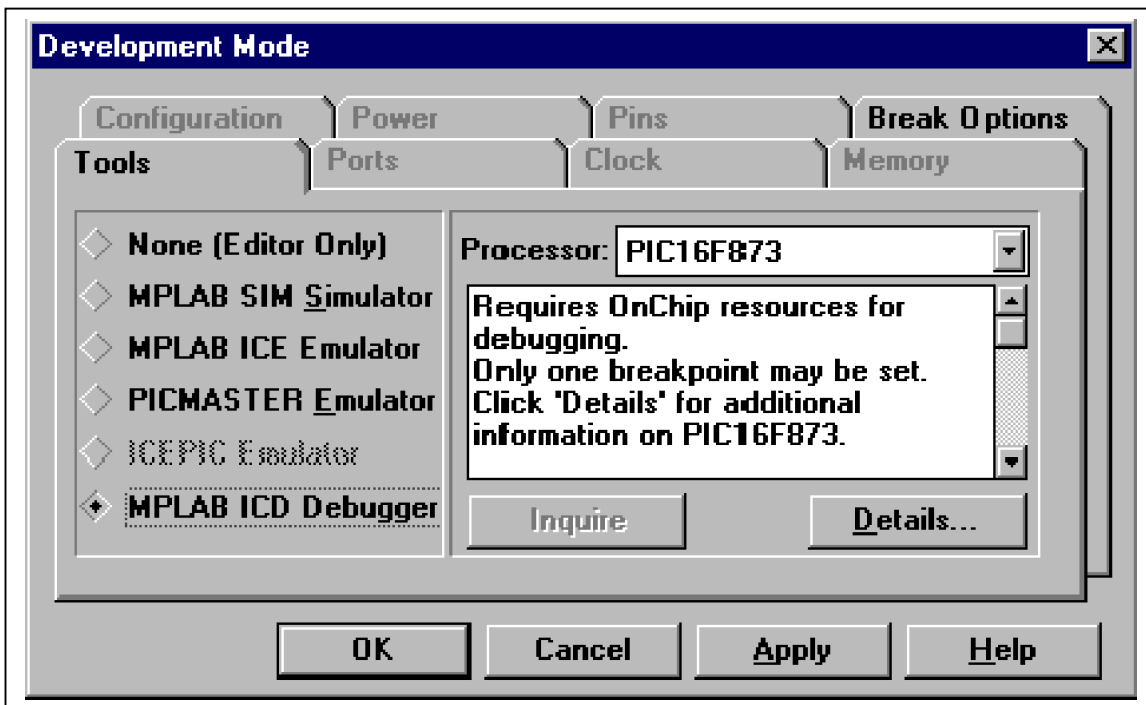 Development Mode
Configuration
Power
Pins
Break Options
Tools
Ports
Clock
Memory
None (Editor Only)
MPLAB SIM Simulator
MPLAB ICE Emulator
PICMASTER Emulator
ICEPIC Emulator
MPLAB ICD Debugger
Processor: PIC16F873
Requires OnChip resources for
debugging.
Only one breakpoint may be set.
Click 'Details' for additional
information on PIC16F873.
Inquire
Details...
OK
Cancel
Apply
Help